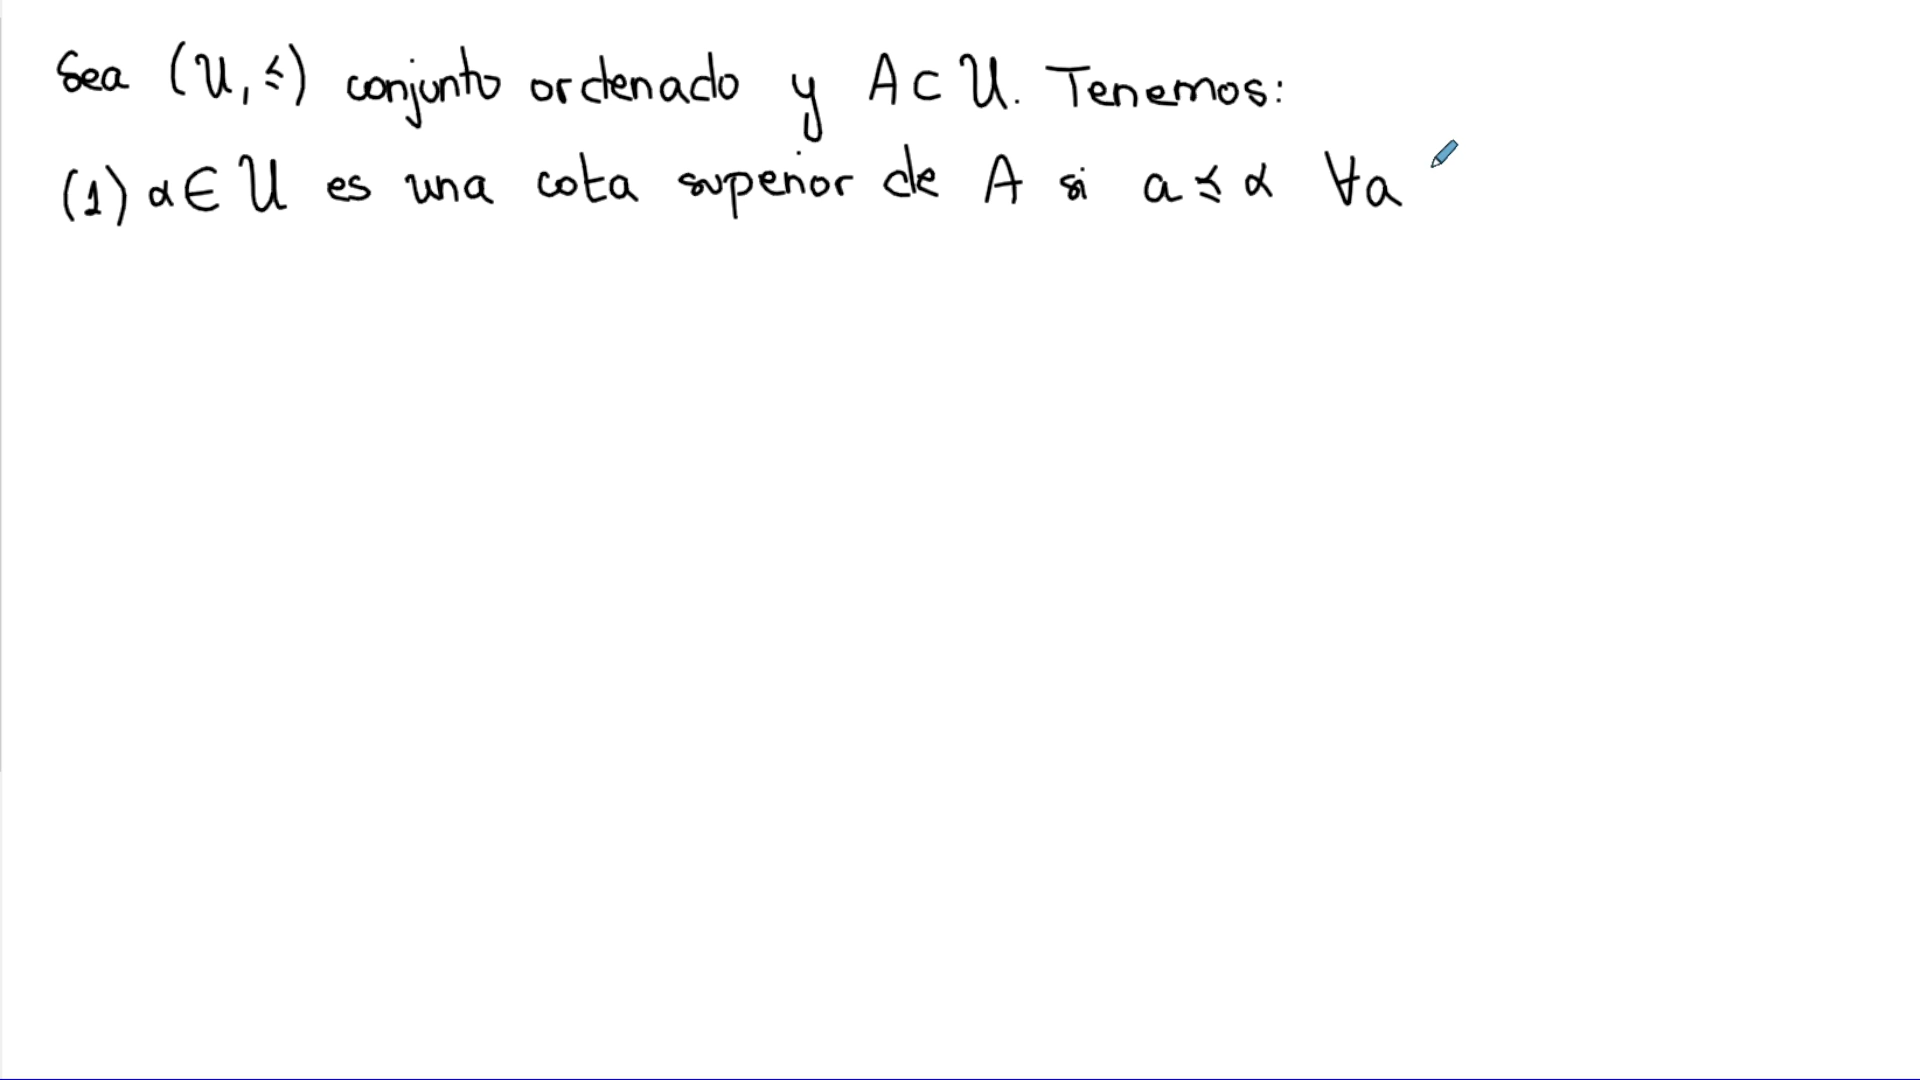 Sea (U, ≤) conjunto ordenado y A ⊂ U. Tenemos:
(1) α ∈ U es una cota superior de A si a ≤ α ∀a